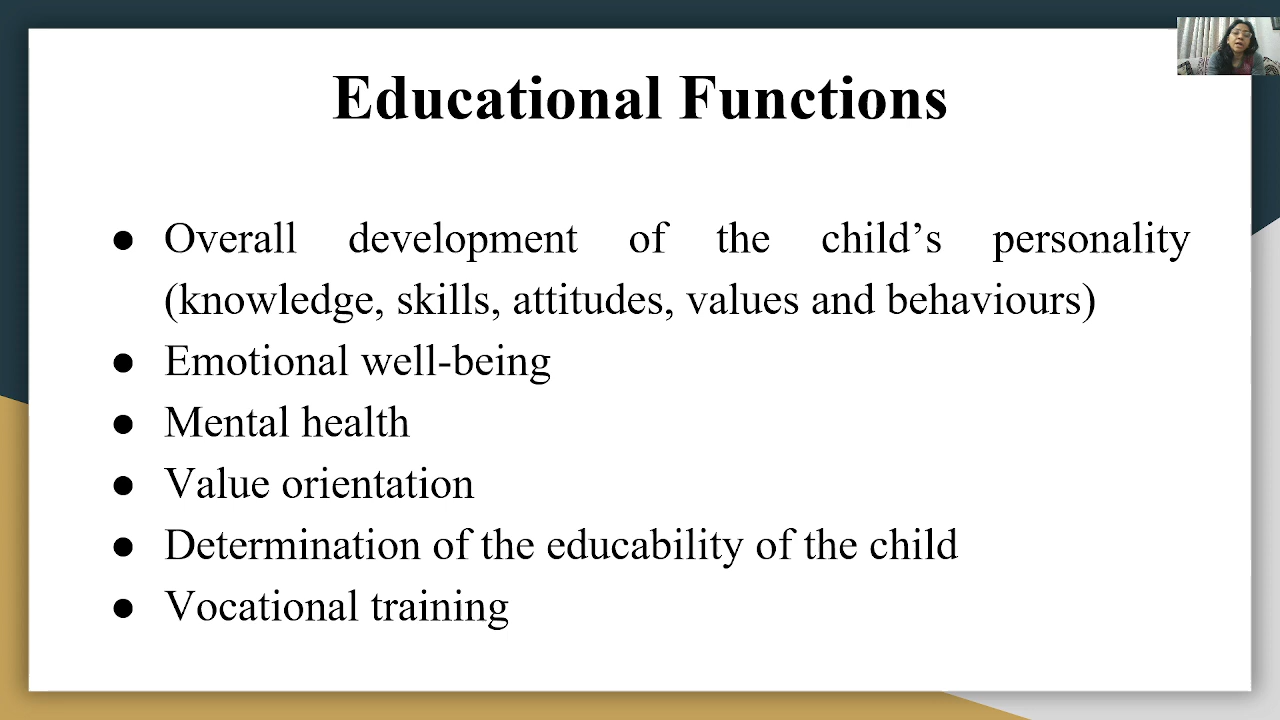 Educational Functions
● Overall development of the child’s personality
(knowledge, skills, attitudes, values and behaviours)
● Emotional well-being
● Mental health
● Value orientation
● Determination of the educability of the child
● Vocational training